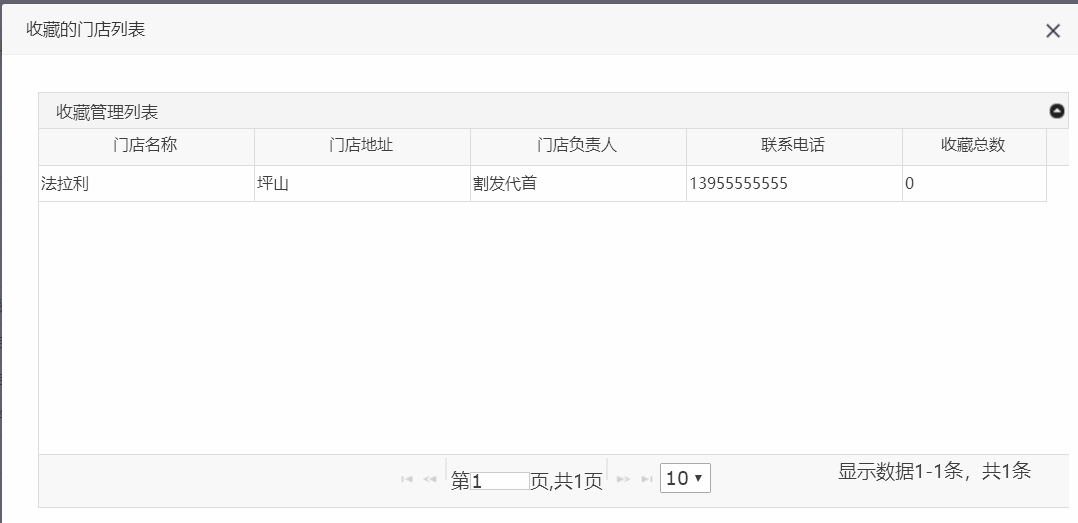 收藏的门店列表
收藏管理列表
门店名称 门店地址 门店负责人 联系电话 收藏总数
法拉利 坪山 割发代首 13955555555 0
第1页,共1页 10 显示数据1-1条，共1条